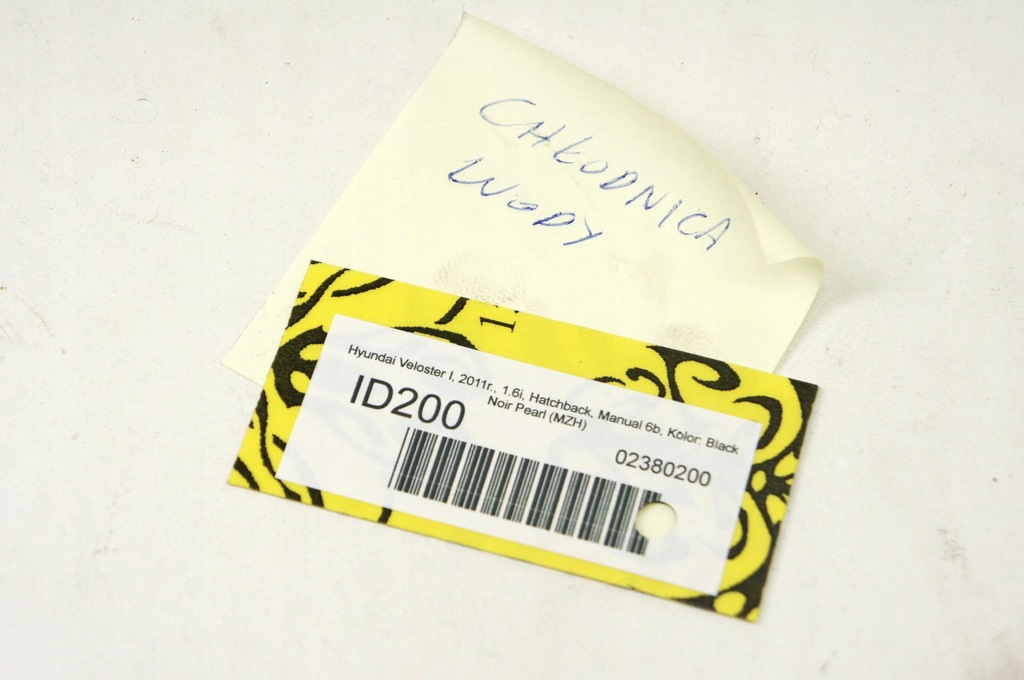 CHŁODNICA
WODY
Hyundai Veloster I, 2011r., 1.6i, Hatchback, Manual 6b, Kolor: Black
Noir Pearl (MZH)
ID200
02380200